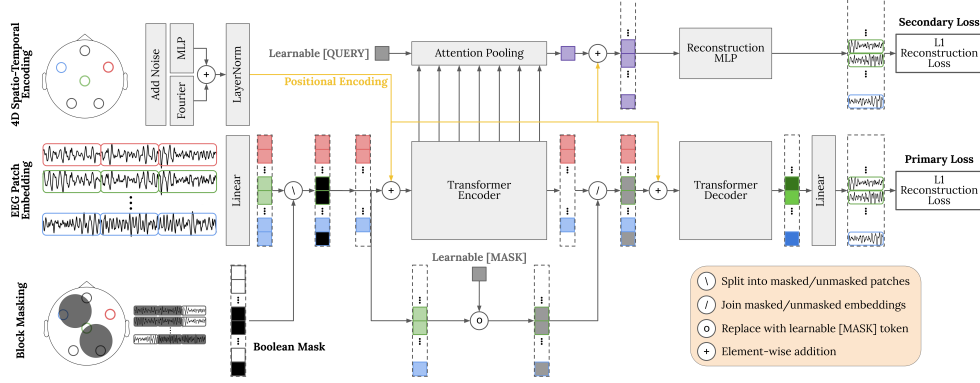 4D Spatio-Temporal
Encoding
Add Noise
MLP
Fourier
+
LayerNorm
Learnable [QUERY]
Attention Pooling
+
Reconstruction
MLP
Secondary Loss
L1
Reconstruction
Loss
Positional Encoding
EEG Patch
Embedding
Linear
\
+
Transformer
Encoder
/
+
Transformer
Decoder
Linear
Primary Loss
L1
Reconstruction
Loss
Block Masking
Boolean Mask
Learnable [MASK]
o
\ Split into masked/unmasked patches
/ Join masked/unmasked embeddings
o Replace with learnable [MASK] token
+ Element-wise addition